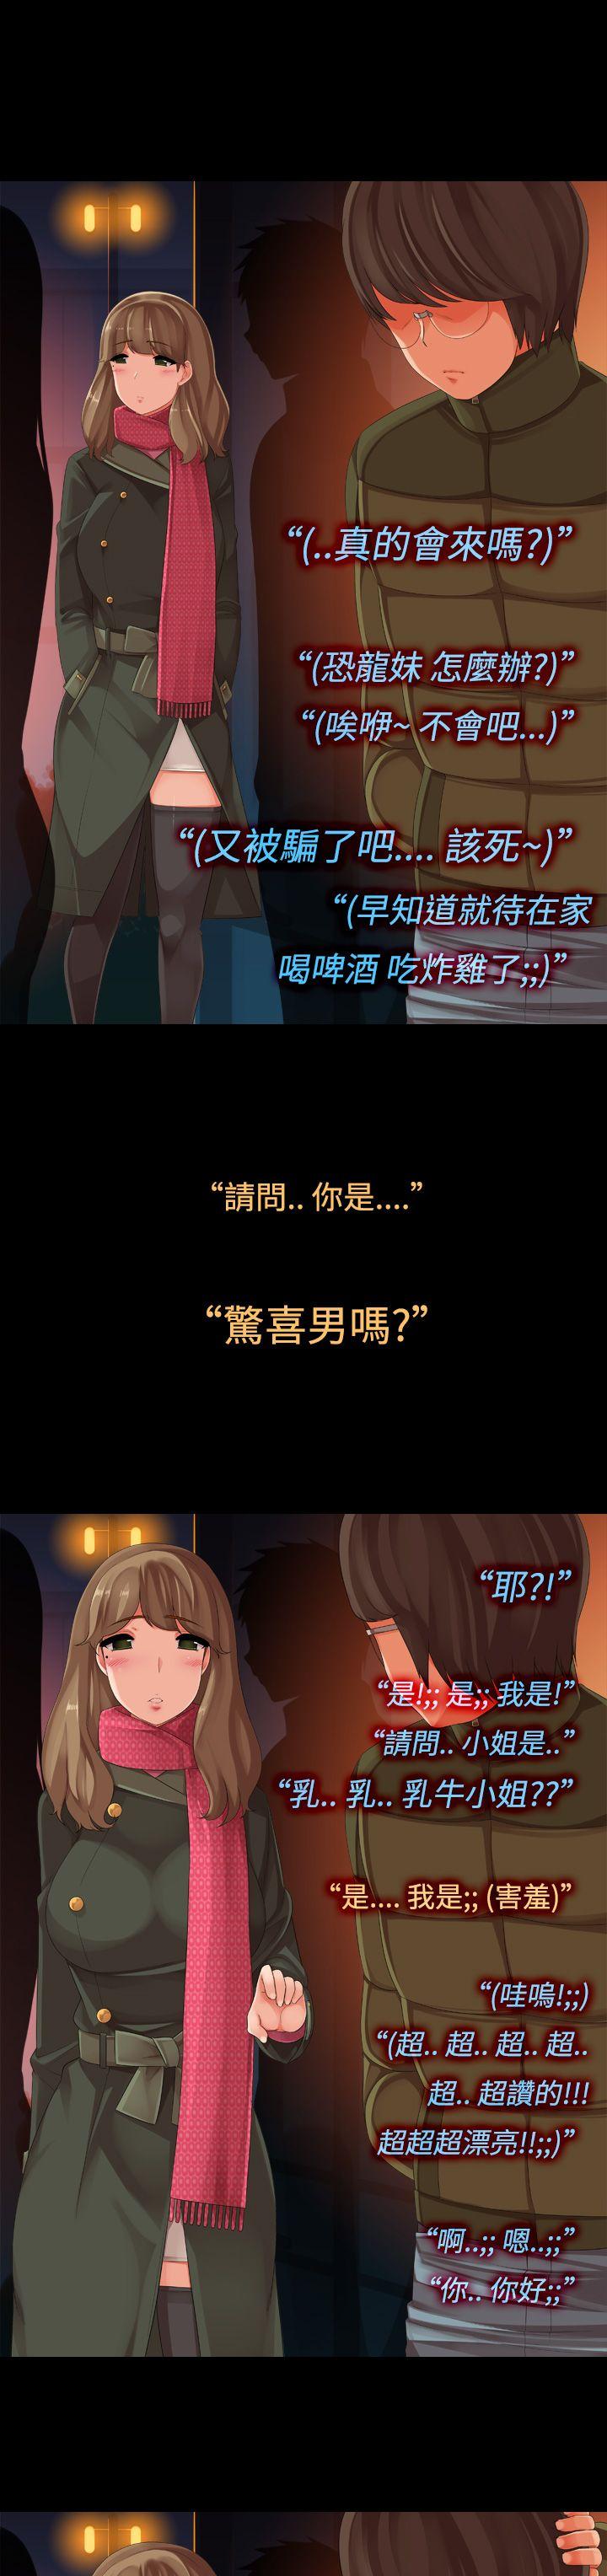 “(..真的會來嗎?)”
“(恐龍妹 怎麼辦?)”
“(唉咿~ 不會吧...)”
“(又被騙了吧.... 該死~)”
“(早知道就待在家
喝啤酒 吃炸雞了;;)”
“請問.. 你是....”
“驚喜男嗎?”
“耶?!”
“是!;; 是;; 我是!”
“請問.. 小姐是..”
“乳.. 乳.. 乳牛小姐??”
“是.... 我是;; (害羞)”
“(哇嗚!;;)
“(超.. 超.. 超.. 超..
超.. 超讚的!!!
超超超漂亮!!;;)”
“啊..;; 嗯..;;”
“你.. 你好;;”